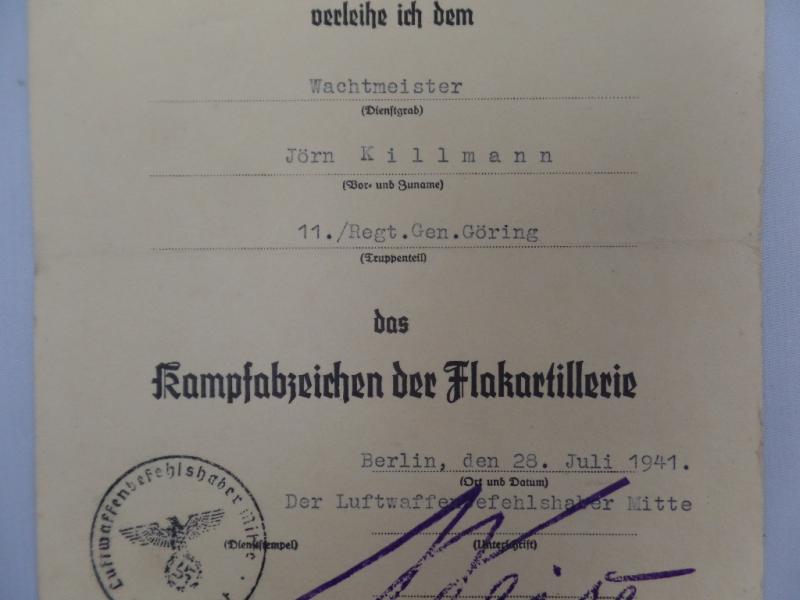 verleihe ich dem
Wachtmeister
(Dienstgrad)
Jörn Killmann
(Vor- und Zuname)
11./Regt.Gen.Göring
(Truppenteil)
das
Kampfabzeichen der Flakartillerie
Berlin, den 28. Juli 1941.
(Ort und Datum)
Der Luftwaffenbefehlshaber Mitte
Luftwaffenbefehlshaber Mitte
(Dienststempel)
(Unterschrift)